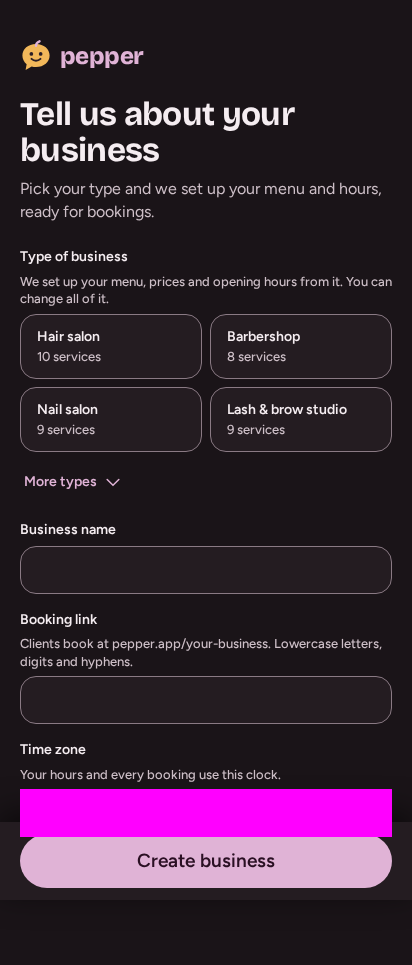 pepper
Tell us about your
business
Pick your type and we set up your menu and hours,
ready for bookings.
Type of business
We set up your menu, prices and opening hours from it. You can
change all of it.
Hair salon
10 services
Barbershop
8 services
Nail salon
9 services
Lash & brow studio
9 services
More types
Business name
Booking link
Clients book at pepper.app/your-business. Lowercase letters,
digits and hyphens.
Time zone
Your hours and every booking use this clock.
Create business